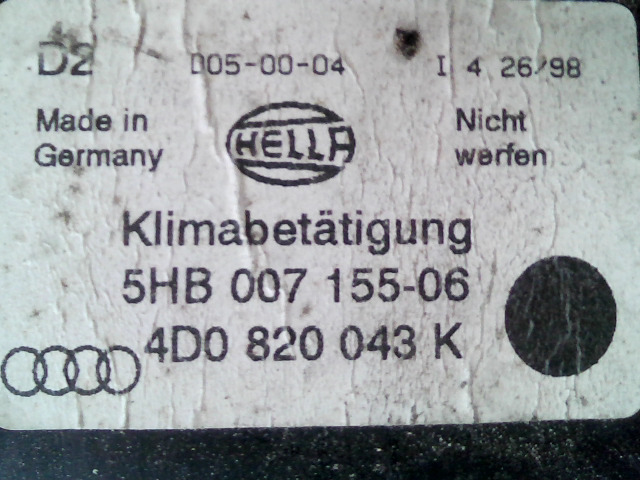 D2 D05-00-04 I 4 26/98
Made in
Germany
HELLA
Nicht
werfen
Klimabetätigung
5HB 007 155-06
4D0 820 043 K